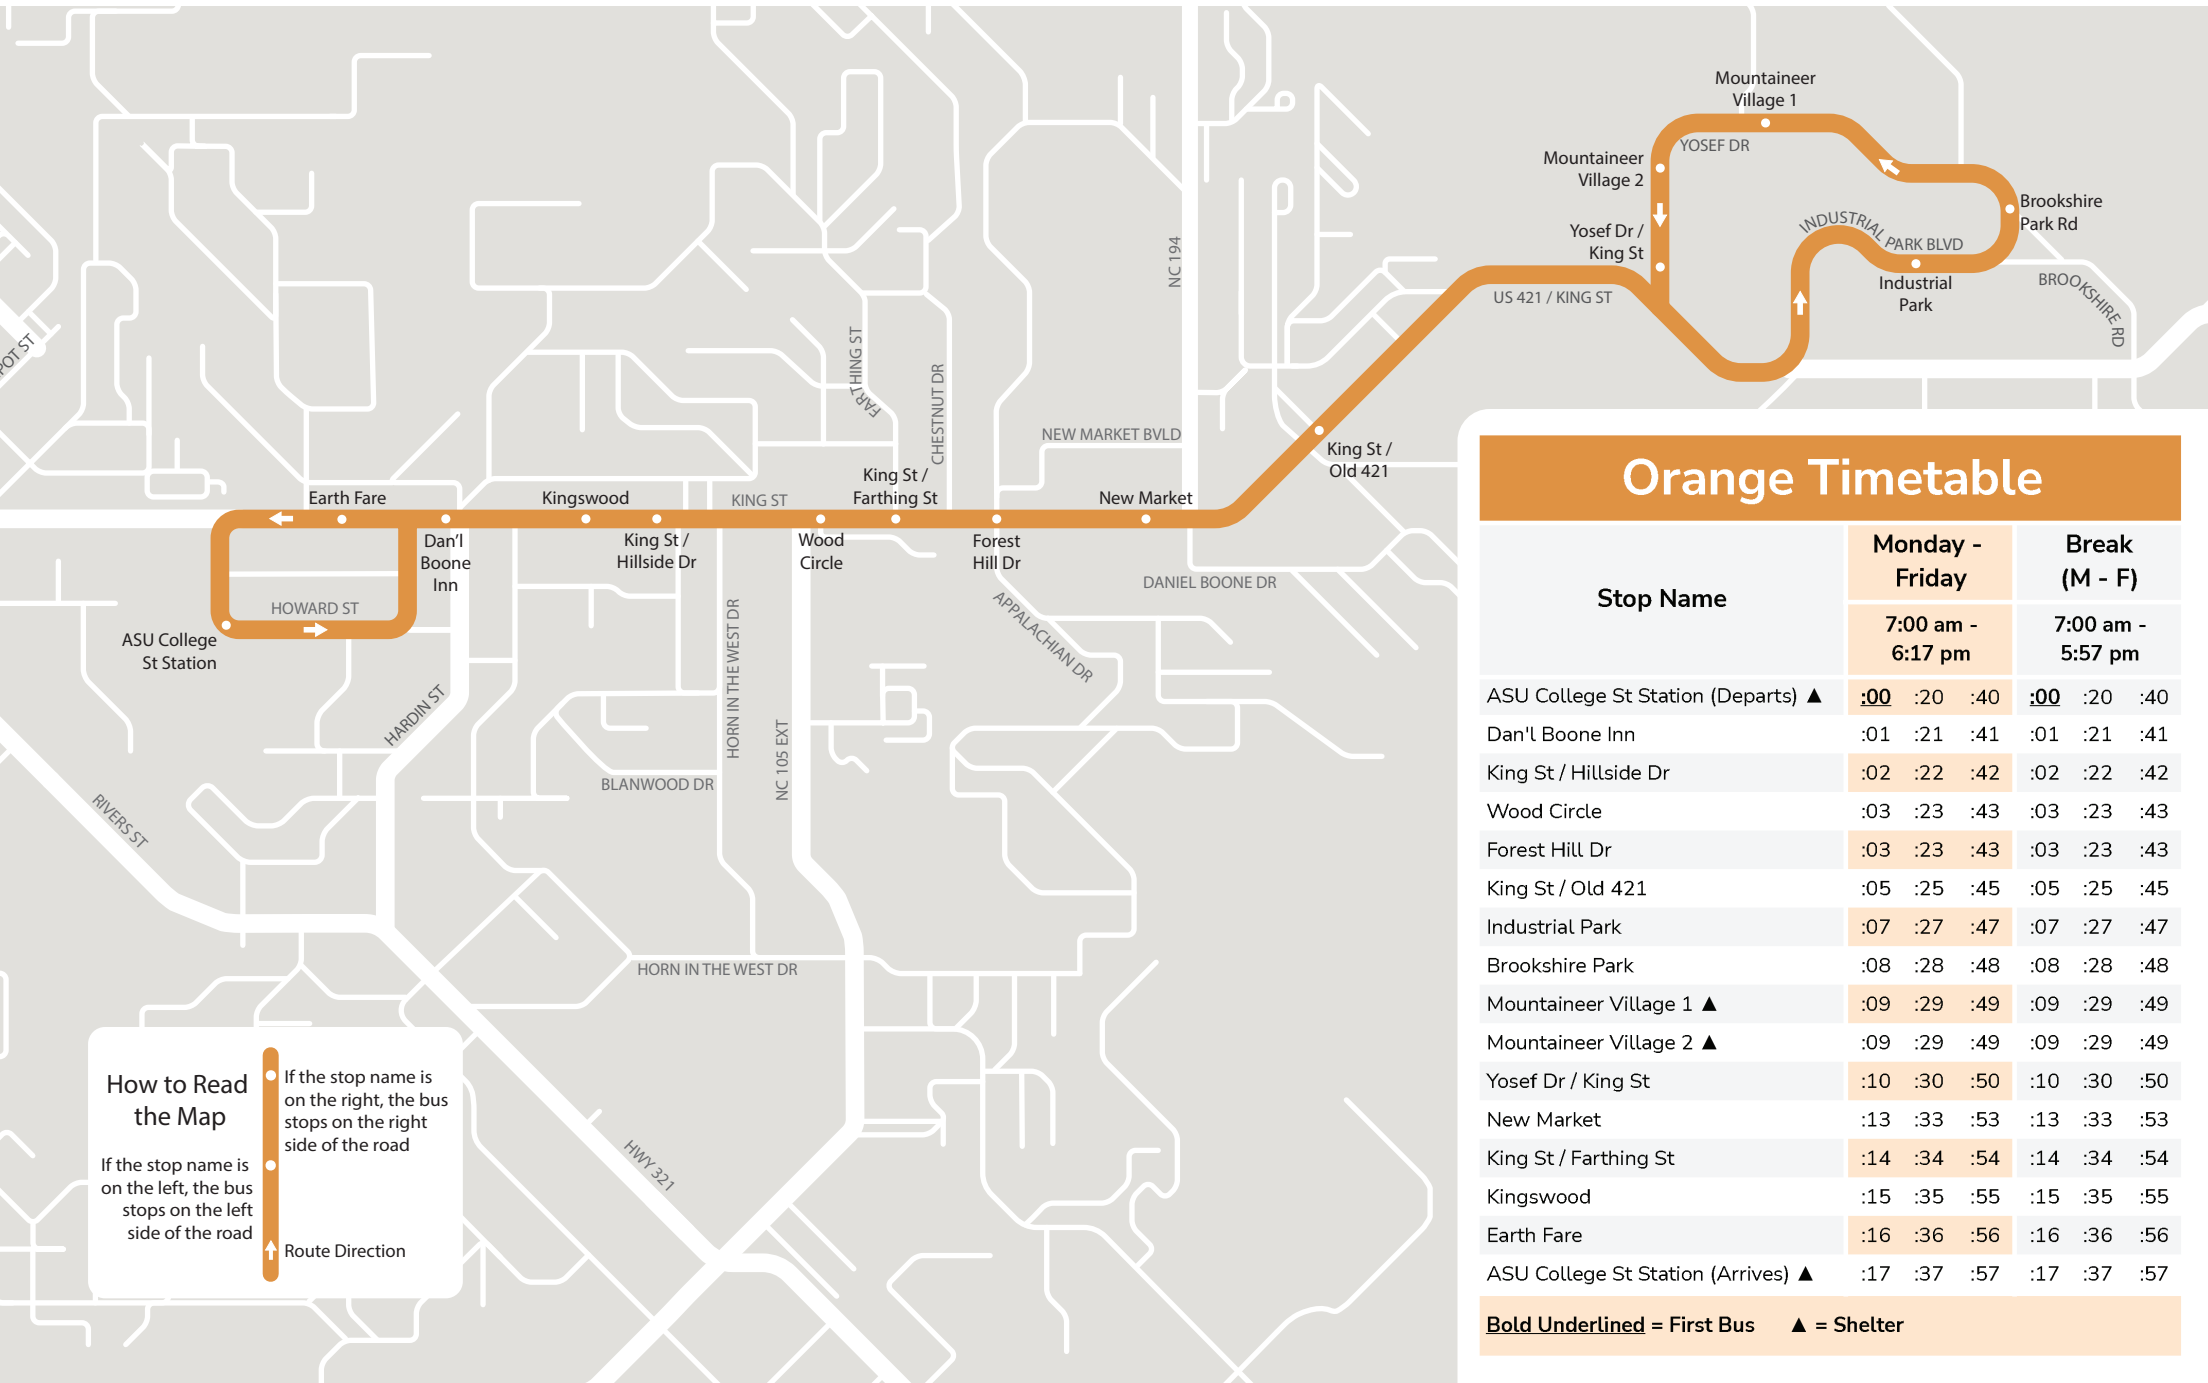 Mountaineer
Village 1
Mountaineer
Village 2
YOSEF DR
Yosef Dr /
King St
Brookshire
Park Rd
INDUSTRIAL PARK BLVD
Industrial
Park
BROOKSHIRE RD
US 421 / KING ST
NC 194
FARTHING ST
CHESTNUT DR
NEW MARKET BVLD
King St /
Old 421
King St /
Farthing St
Earth Fare
Kingswood
KING ST
New Market
Dan'l
Boone
Inn
King St /
Hillside Dr
Wood
Circle
Forest
Hill Dr
DANIEL BOONE DR
HOWARD ST
ASU College
St Station
APPALACHIAN DR
HORN IN THE WEST DR
HARDIN ST
NC 105 EXT
BLANWOOD DR
RIVERS ST
HORN IN THE WEST DR
HWY 321
How to Read
the Map
If the stop name is
on the right, the bus
stops on the right
side of the road
If the stop name is
on the left, the bus
stops on the left
side of the road
Route Direction
Orange Timetable
Stop Name
Monday -
Friday
Break
(M - F)
7:00 am -
6:17 pm
7:00 am -
5:57 pm
ASU College St Station (Departs) ▲ :00 :20 :40 :00 :20 :40
Dan'l Boone Inn :01 :21 :41 :01 :21 :41
King St / Hillside Dr :02 :22 :42 :02 :22 :42
Wood Circle :03 :23 :43 :03 :23 :43
Forest Hill Dr :03 :23 :43 :03 :23 :43
King St / Old 421 :05 :25 :45 :05 :25 :45
Industrial Park :07 :27 :47 :07 :27 :47
Brookshire Park :08 :28 :48 :08 :28 :48
Mountaineer Village 1 ▲ :09 :29 :49 :09 :29 :49
Mountaineer Village 2 ▲ :09 :29 :49 :09 :29 :49
Yosef Dr / King St :10 :30 :50 :10 :30 :50
New Market :13 :33 :53 :13 :33 :53
King St / Farthing St :14 :34 :54 :14 :34 :54
Kingswood :15 :35 :55 :15 :35 :55
Earth Fare :16 :36 :56 :16 :36 :56
ASU College St Station (Arrives) ▲ :17 :37 :57 :17 :37 :57
Bold Underlined = First Bus ▲ = Shelter